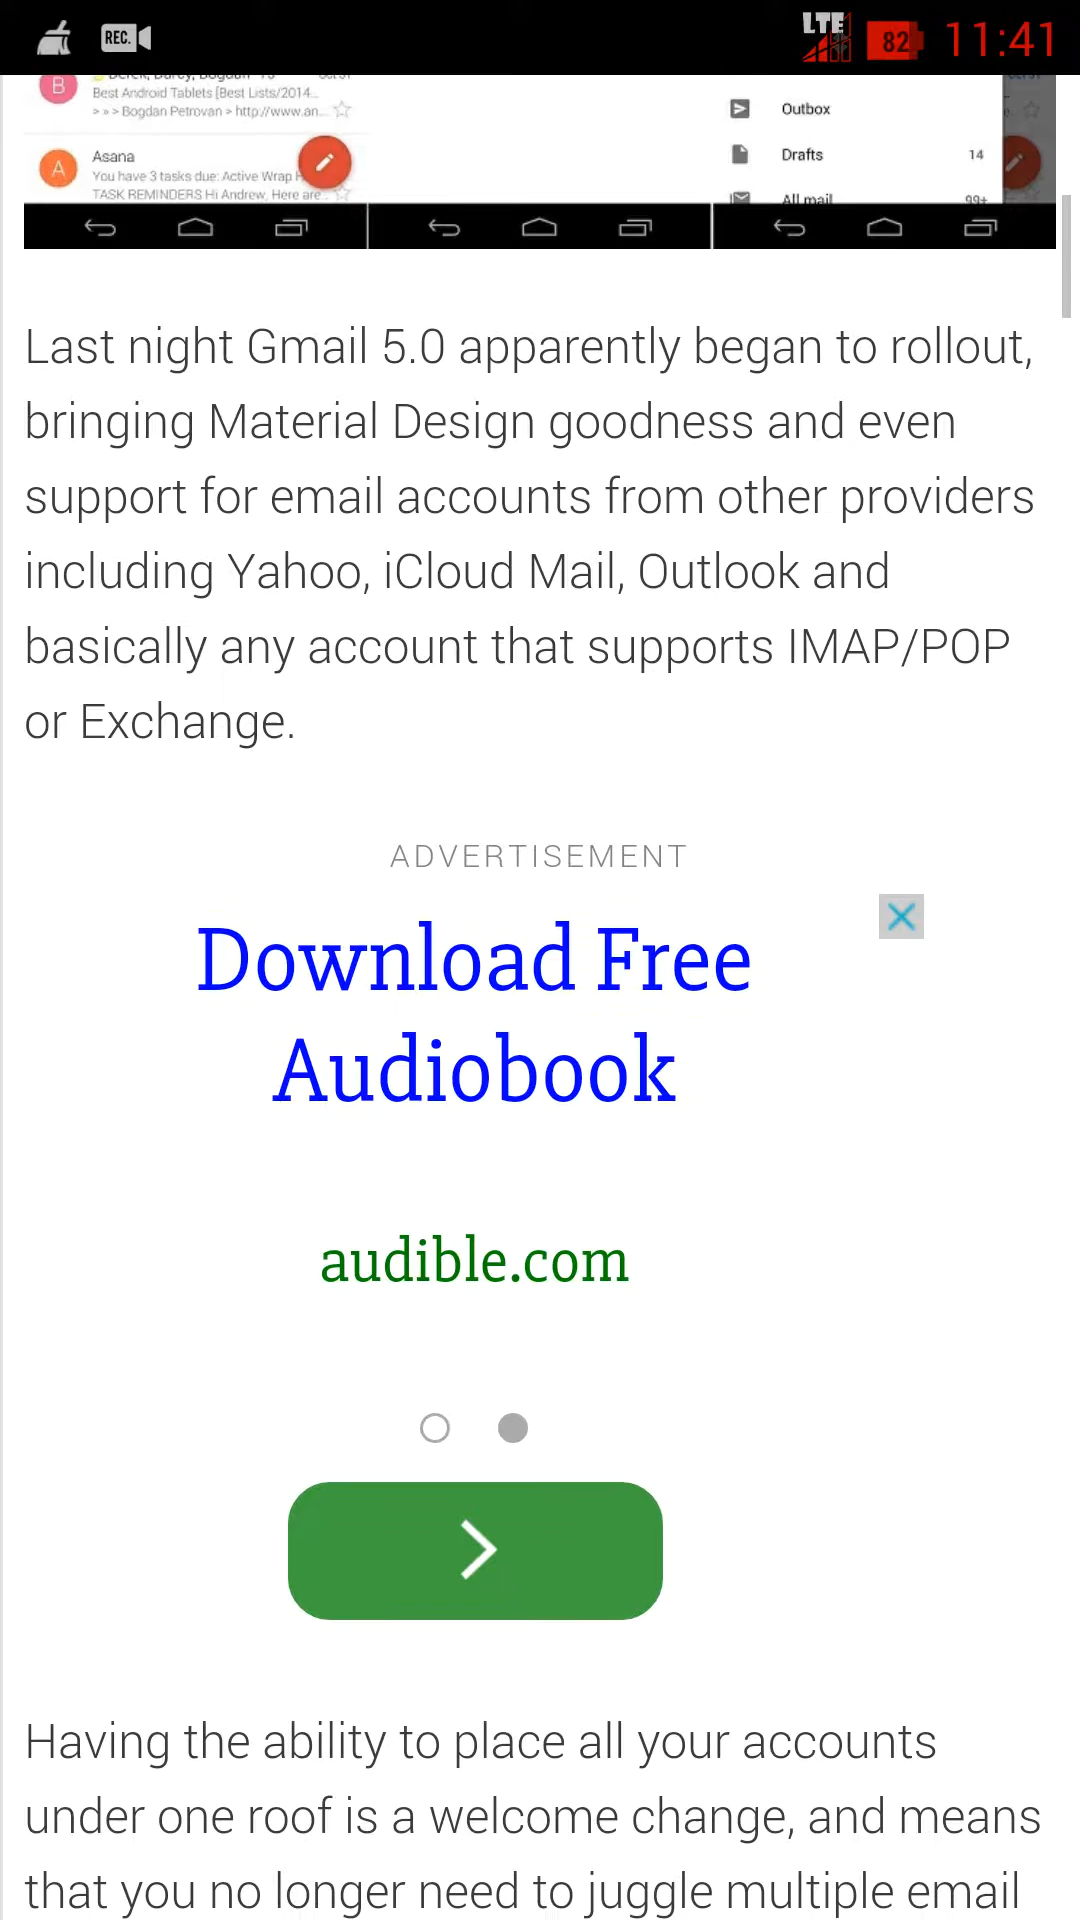 REC. LTE 82 11:41
B
Best Android Tablets [Best Lists/2014...
> » > Bogdan Petrovan > http://www.an...
Outbox
A Asana
Drafts 14
You have 3 tasks due: Active Wrap
TASK REMINDERS Hi Andrew, Here are...
All mail 99+
Last night Gmail 5.0 apparently began to rollout,
bringing Material Design goodness and even
support for email accounts from other providers
including Yahoo, iCloud Mail, Outlook and
basically any account that supports IMAP/POP
or Exchange.
ADVERTISEMENT
Download Free
Audiobook
audible.com
Having the ability to place all your accounts
under one roof is a welcome change, and means
that you no longer need to juggle multiple email